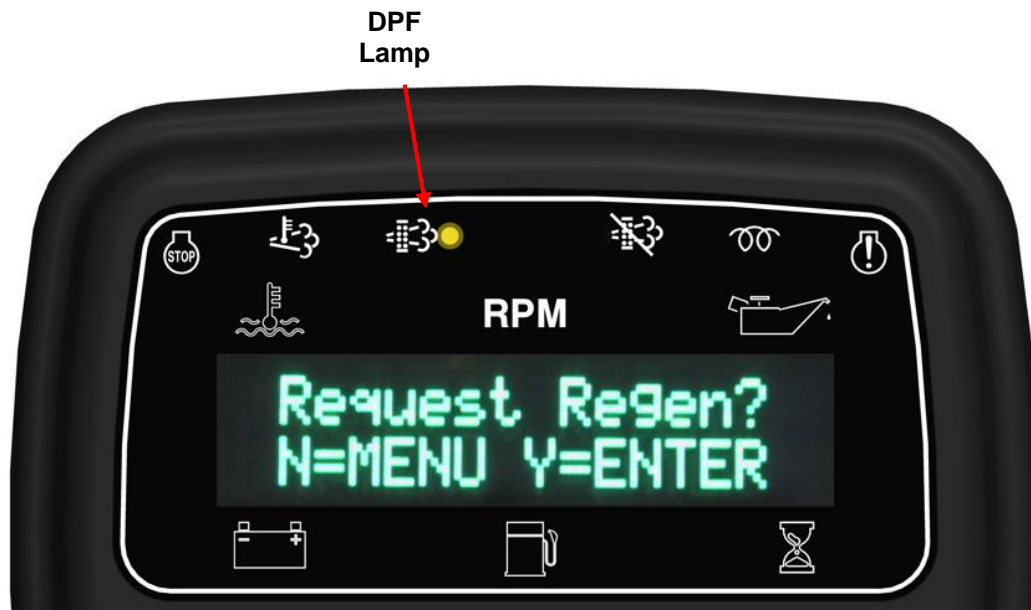 DPF
Lamp
STOP
RPM
Request Regen?
N=MENU Y=ENTER